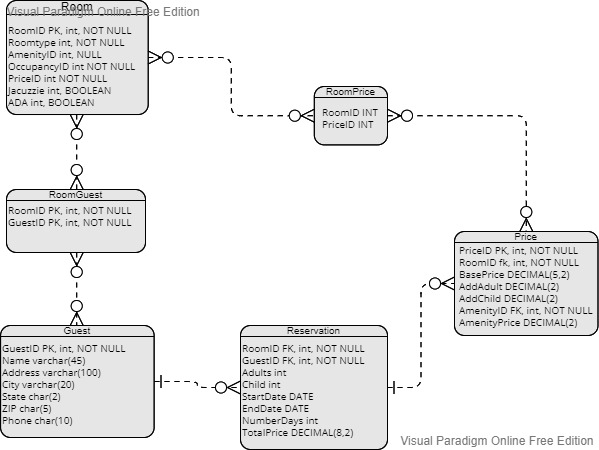 Visual Paradigm Online Free Edition
Room
RoomID PK, int, NOT NULL
Roomtype int, NOT NULL
AmenityID int, NULL
OccupancyID int NOT NULL
PriceID int NOT NULL
Jacuzzie int, BOOLEAN
ADA int, BOOLEAN
RoomPrice
RoomID INT
PriceID INT
RoomGuest
RoomID PK, int, NOT NULL
GuestID PK, int, NOT NULL
Price
PriceID PK, int, NOT NULL
RoomID fk, int, NOT NULL
BasePrice DECIMAL(5,2)
AddAdult DECIMAL(2)
AddChild DECIMAL(2)
AmenityID FK, int, NOT NULL
AmenityPrice DECIMAL(2)
Guest
GuestID PK, int, NOT NULL
Name varchar(45)
Address varchar(100)
City varchar(20)
State char(2)
ZIP char(5)
Phone char(10)
Reservation
RoomID FK, int, NOT NULL
GuestID FK, int, NOT NULL
Adults int
Child int
StartDate DATE
EndDate DATE
NumberDays int
TotalPrice DECIMAL(8,2)
Visual Paradigm Online Free Edition